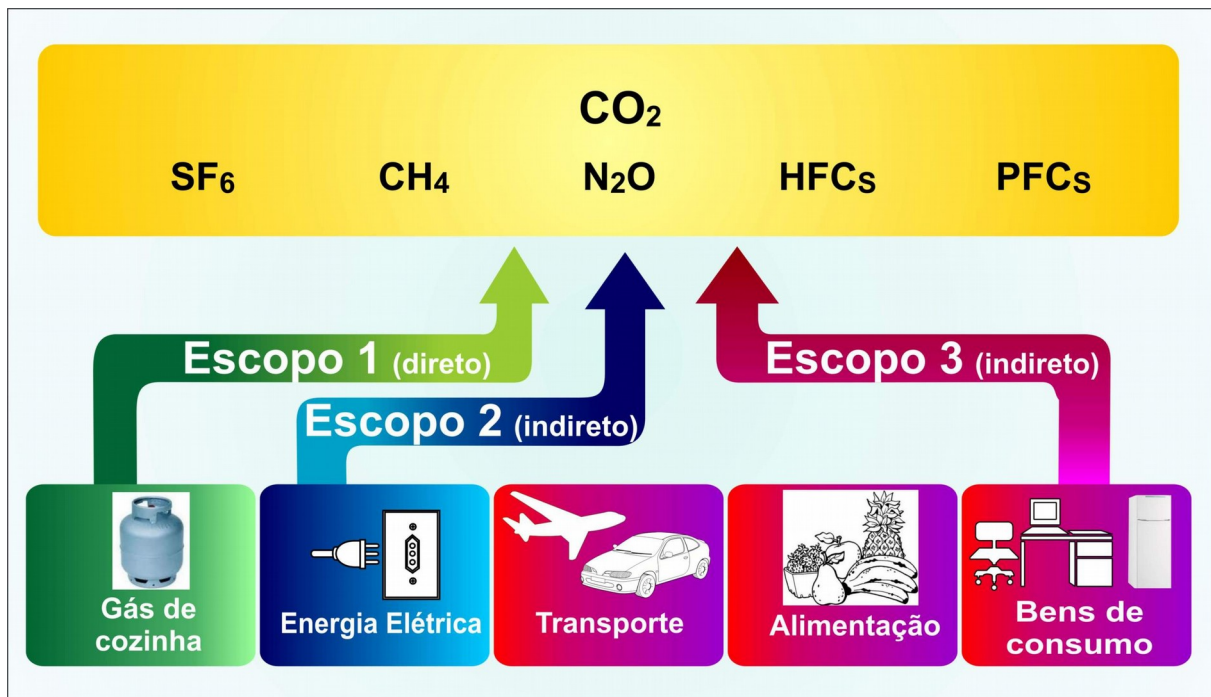 CO₂
SF₆ CH₄ N₂O HFCs PFCs
Escopo 1 (direto)
Escopo 3 (indireto)
Escopo 2 (indireto)
Gás de
cozinha
Energia Elétrica
Transporte
Alimentação
Bens de
consumo